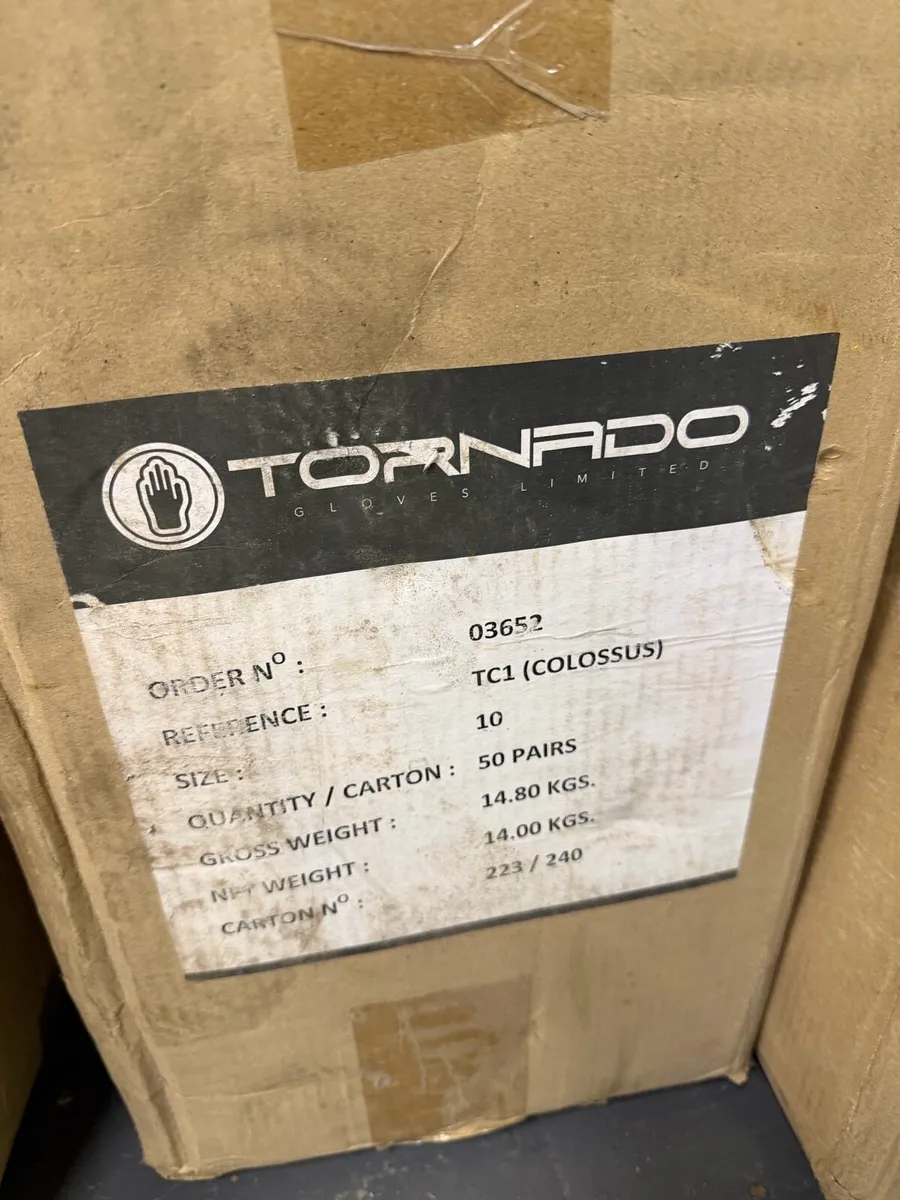 TORNADO
GLOVES LIMITED
ORDER Nº : 03652
REFERENCE : TC1 (COLOSSUS)
SIZE : 10
QUANTITY / CARTON : 50 PAIRS
GROSS WEIGHT : 14.80 KGS.
NET WEIGHT : 14.00 KGS.
CARTON Nº : 223 / 240